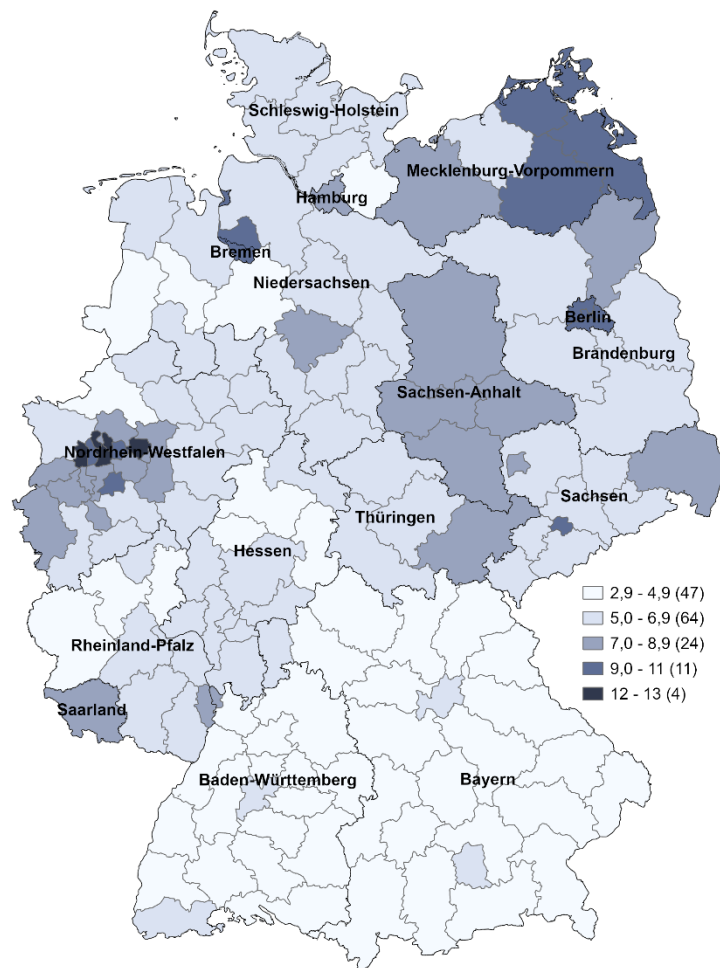 Schleswig-Holstein
Mecklenburg-Vorpommern
Hamburg
Bremen
Niedersachsen
Berlin
Brandenburg
Sachsen-Anhalt
Nordrhein-Westfalen
Sachsen
Thüringen
Hessen
2,9 - 4,9 (47)
5,0 - 6,9 (64)
7,0 - 8,9 (24)
9,0 - 11 (11)
12 - 13 (4)
Rheinland-Pfalz
Saarland
Baden-Württemberg
Bayern